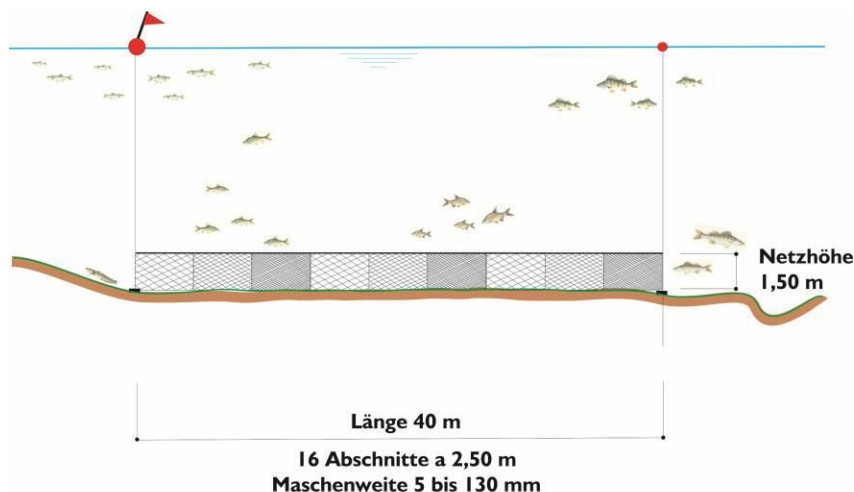 Netzhöhe
1,50 m
Länge 40 m
16 Abschnitte a 2,50 m
Maschenweite 5 bis 130 mm